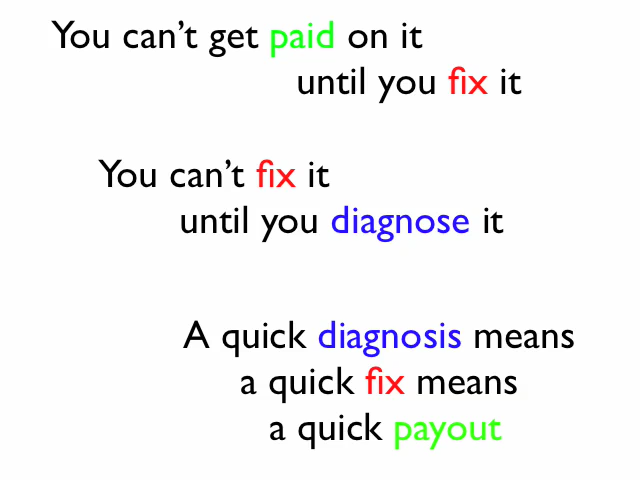 You can't get paid on it
until you fix it
You can't fix it
until you diagnose it
A quick diagnosis means
a quick fix means
a quick payout